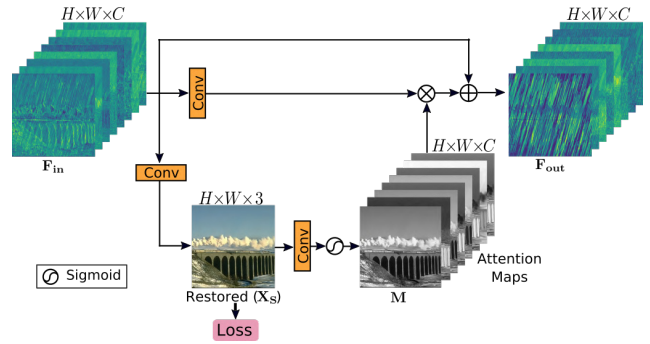 H×W×C
H×W×C
Conv
F_in
F_out
H×W×C
Conv
H×W×3
Conv
Attention
Maps
Sigmoid
Restored (X_S)
M
Loss